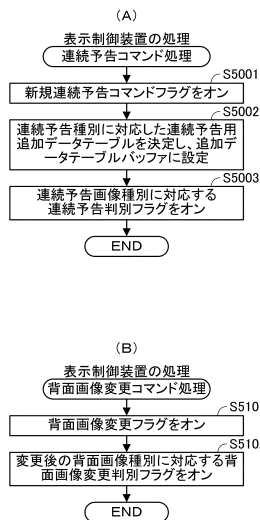 （A）
表示制御装置の処理
連続予告コマンド処理
S5001
新規連続予告コマンドフラグをオン
S5002
連続予告種別に対応した連続予告用
追加データテーブルを決定し、追加デ
ータテーブルバッファに設定
S5003
連続予告画像種別に対応する
連続予告判別フラグをオン
END
（B）
表示制御装置の処理
背面画像変更コマンド処理
S510
背面画像変更フラグをオン
S510
変更後の背面画像種別に対応する背
面画像変更判別フラグをオン
END